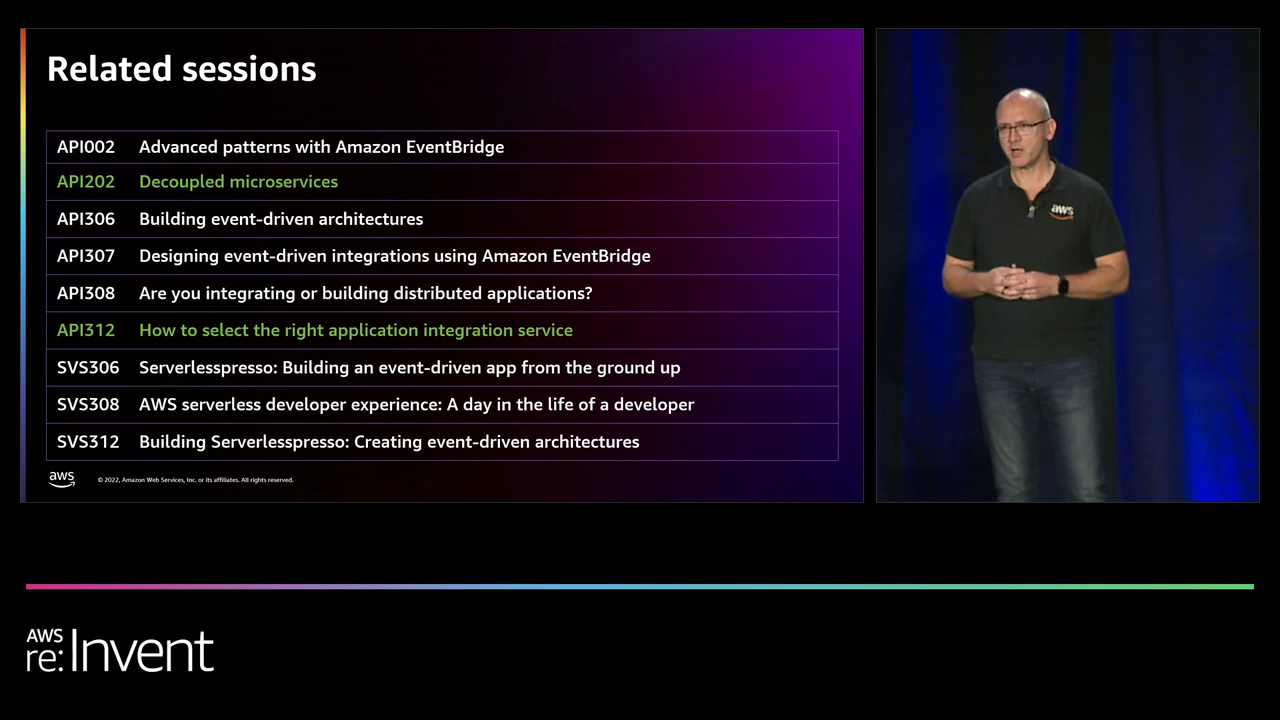 Related sessions
API002 Advanced patterns with Amazon EventBridge
API202 Decoupled microservices
API306 Building event-driven architectures
API307 Designing event-driven integrations using Amazon EventBridge
API308 Are you integrating or building distributed applications?
API312 How to select the right application integration service
SVS306 Serverlesspresso: Building an event-driven app from the ground up
SVS308 AWS serverless developer experience: A day in the life of a developer
SVS312 Building Serverlesspresso: Creating event-driven architectures
aws © 2022, Amazon Web Services, Inc. or its affiliates. All rights reserved.
aws
AWS
re:Invent